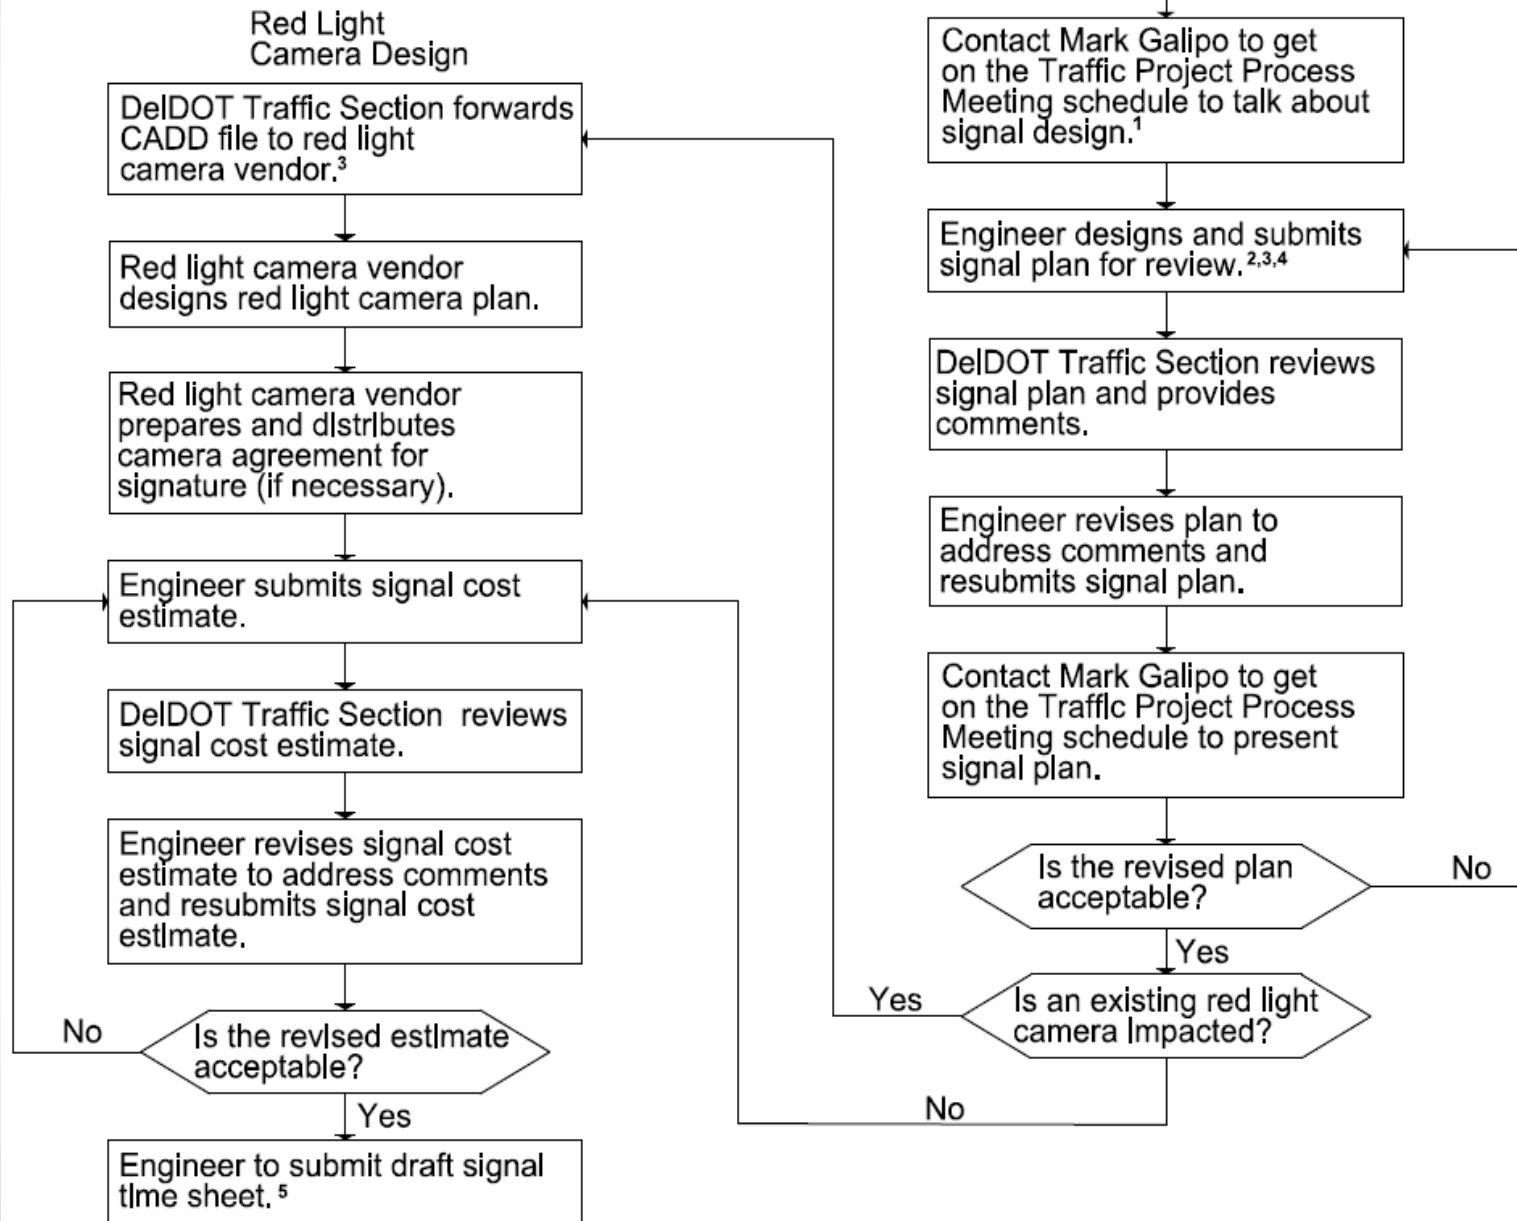 Red Light
Camera Design
DelDOT Traffic Section forwards
CADD file to red light
camera vendor.³
Red light camera vendor
designs red light camera plan.
Red light camera vendor
prepares and distributes
camera agreement for
signature (if necessary).
Engineer submits signal cost
estimate.
DelDOT Traffic Section reviews
signal cost estimate.
Engineer revises signal cost
estimate to address comments
and resubmits signal cost
estimate.
No
Is the revised estimate
acceptable?
Yes
Engineer to submit draft signal
time sheet. ⁵
Contact Mark Galipo to get
on the Traffic Project Process
Meeting schedule to talk about
signal design.¹
Engineer designs and submits
signal plan for review.²,³,⁴
DelDOT Traffic Section reviews
signal plan and provides
comments.
Engineer revises plan to
address comments and
resubmits signal plan.
Contact Mark Galipo to get
on the Traffic Project Process
Meeting schedule to present
signal plan.
Is the revised plan
acceptable?
No
Yes
Yes
Is an existing red light
camera impacted?
No